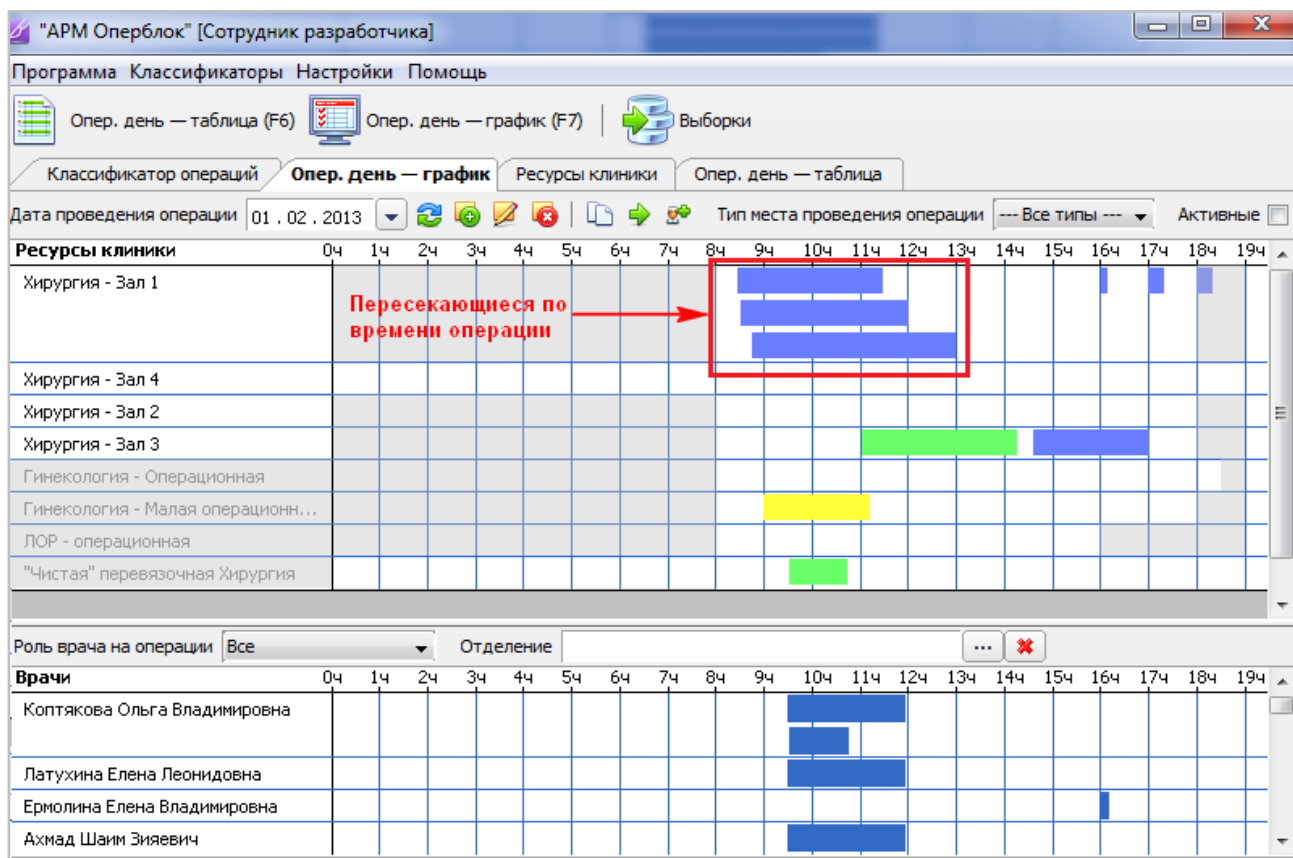 "АРМ Оперблок" [Сотрудник разработчика]
Программа Классификаторы Настройки Помощь
Опер. день — таблица (F6) Опер. день — график (F7) Выборки
Классификатор операций Опер. день — график Ресурсы клиники Опер. день — таблица
Дата проведения операции 01 . 02 . 2013 Тип места проведения операции --- Все типы --- Активные
Ресурсы клиники 0ч 1ч 2ч 3ч 4ч 5ч 6ч 7ч 8ч 9ч 10ч 11ч 12ч 13ч 14ч 15ч 16ч 17ч 18ч 19ч
Хирургия - Зал 1
Пересекающиеся по
времени операции
Хирургия - Зал 4
Хирургия - Зал 2
Хирургия - Зал 3
Гинекология - Операционная
Гинекология - Малая операционн...
ЛОР - операционная
"Чистая" перевязочная Хирургия
Роль врача на операции Все Отделение ...
Врачи 0ч 1ч 2ч 3ч 4ч 5ч 6ч 7ч 8ч 9ч 10ч 11ч 12ч 13ч 14ч 15ч 16ч 17ч 18ч 19ч
Коптякова Ольга Владимировна
Латухина Елена Леонидовна
Ермолина Елена Владимировна
Ахмад Шаим Зияевич